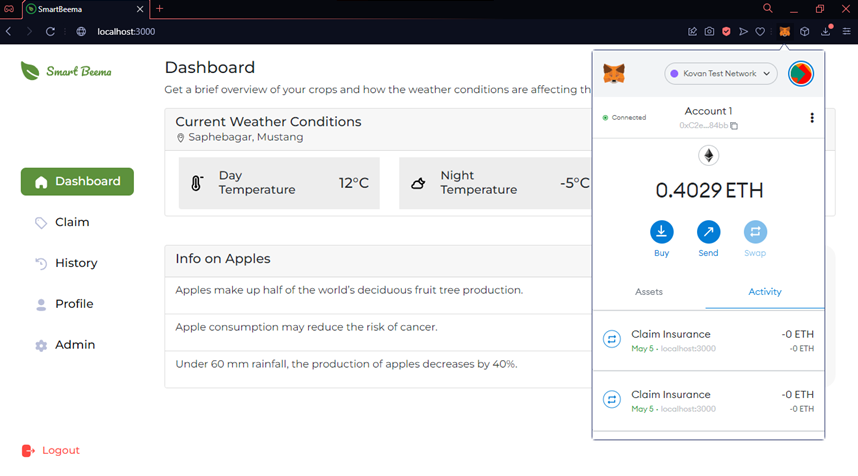 SmartBeema
localhost:3000
Smart Beema
Dashboard
Claim
History
Profile
Admin
Logout
Dashboard
Get a brief overview of your crops and how the weather conditions are affecting th
Current Weather Conditions
Saphebagar, Mustang
Day
Temperature
12°C
Night
Temperature
-5°C
Info on Apples
Apples make up half of the world's deciduous fruit tree production.
Apple consumption may reduce the risk of cancer.
Under 60 mm rainfall, the production of apples decreases by 40%.
Kovan Test Network
Connected
Account 1
0xC2e...84bb
0.4029 ETH
Buy
Send
Swap
Assets
Activity
Claim Insurance
-0 ETH
May 5 • localhost:3000
-0 ETH
Claim Insurance
-0 ETH
May 5 • localhost:3000
-0 ETH